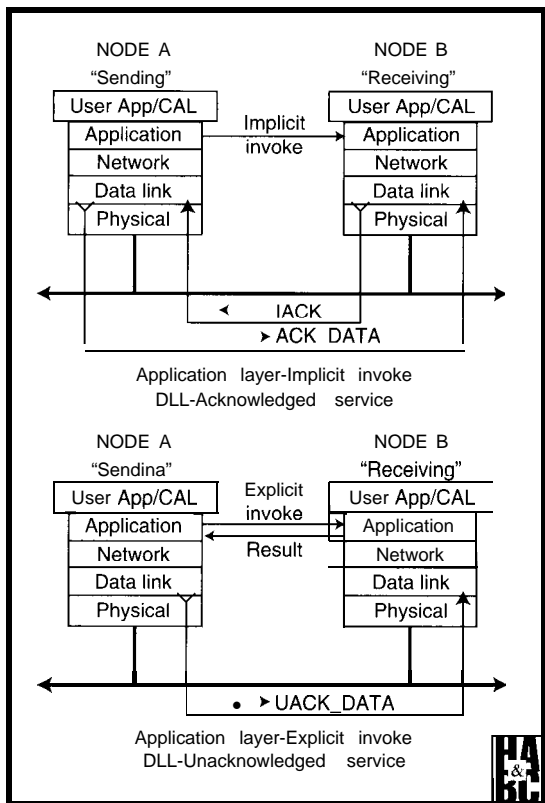 NODE A NODE B
“Sending” “Receiving”
User App/CAL User App/CAL
Application Implicit Application
invoke
Network Network
Data link Data link
Physical Physical
IACK
ACK DATA
Application layer-Implicit invoke
DLL-Acknowledged service
NODE A NODE B
“Sendina” “Receiving”
User App/CAL Explicit User App/CAL
invoke
Application Application
Network Result Network
Data link Data link
Physical Physical
UACK_DATA
Application layer-Explicit invoke
DLL-Unacknowledged service
HA
&